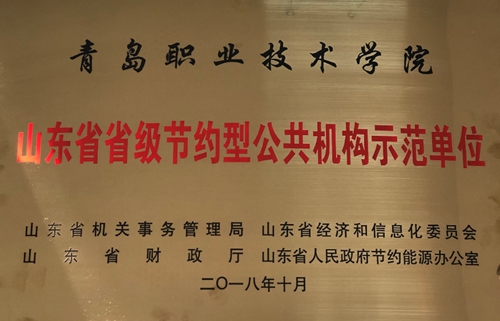 青岛职业技术学院
山东省省级节约型公共机构示范单位
山东省机关事务管理局 山东省经济和信息化委员会
山东省财政厅 山东省人民政府节约能源办公室
二〇一八年十月